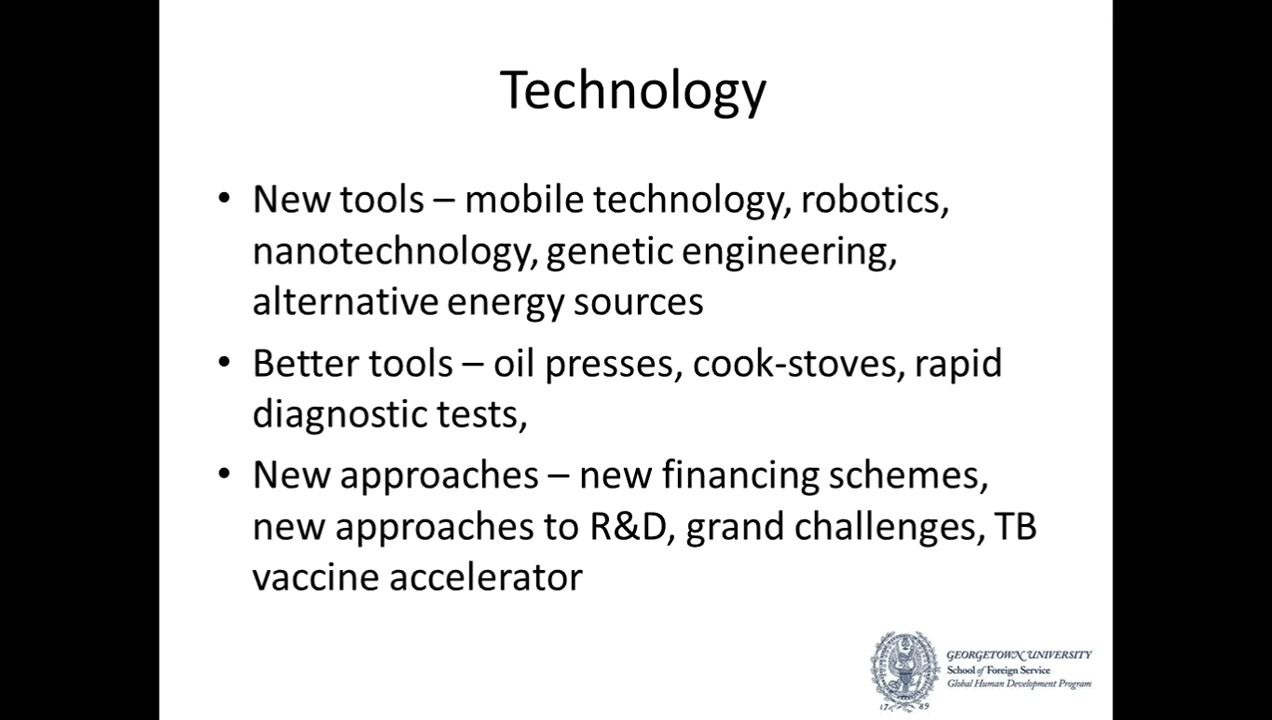 Technology
• New tools – mobile technology, robotics,
nanotechnology, genetic engineering,
alternative energy sources
• Better tools – oil presses, cook-stoves, rapid
diagnostic tests,
• New approaches – new financing schemes,
new approaches to R&D, grand challenges, TB
vaccine accelerator
GEORGETOWN UNIVERSITY
School of Foreign Service
Global Human Development Program
17 89